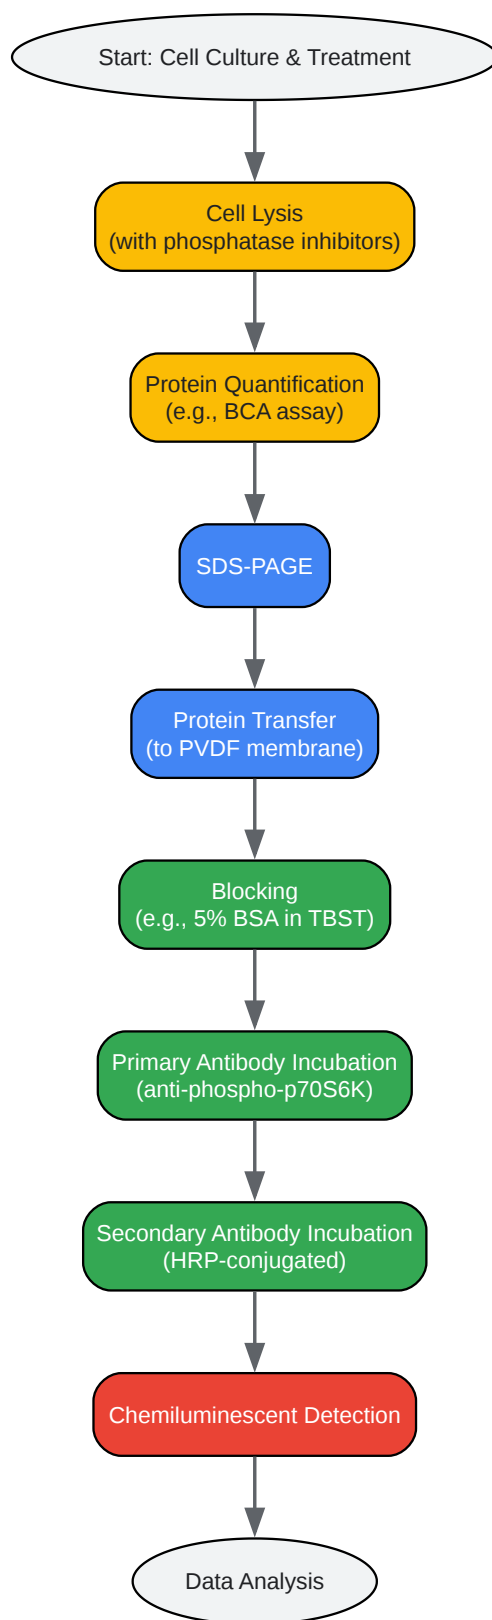 Start: Cell Culture & Treatment
Cell Lysis
(with phosphatase inhibitors)
Protein Quantification
(e.g., BCA assay)
SDS-PAGE
Protein Transfer
(to PVDF membrane)
Blocking
(e.g., 5% BSA in TBST)
Primary Antibody Incubation
(anti-phospho-p70S6K)
Secondary Antibody Incubation
(HRP-conjugated)
Chemiluminescent Detection
Data Analysis